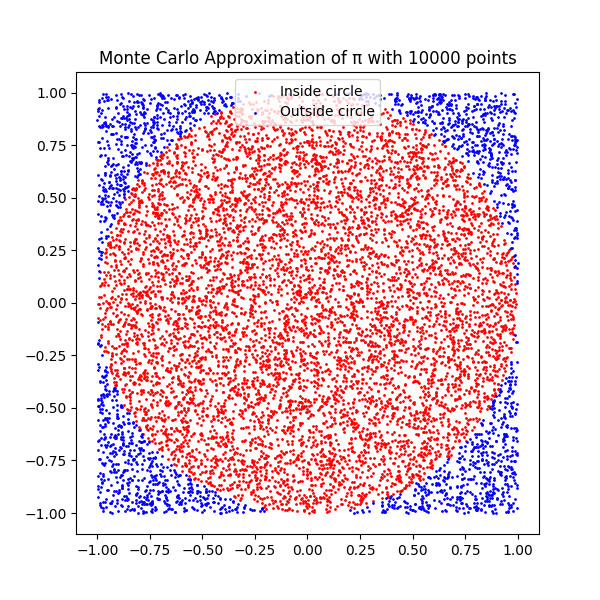 Monte Carlo Approximation of π with 10000 points
Inside circle
Outside circle
1.00
0.75
0.50
0.25
0.00
−0.25
−0.50
−0.75
−1.00
−1.00 −0.75 −0.50 −0.25 0.00 0.25 0.50 0.75 1.00